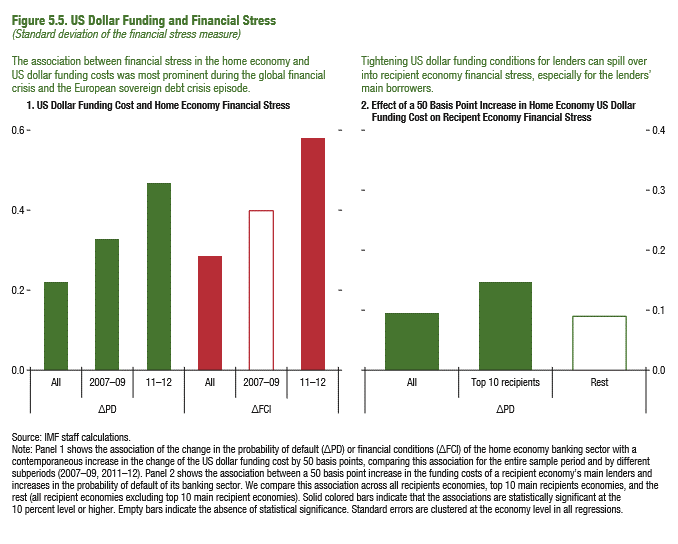 Figure 5.5. US Dollar Funding and Financial Stress
(Standard deviation of the financial stress measure)
The association between financial stress in the home economy and
US dollar funding costs was most prominent during the global financial
crisis and the European sovereign debt crisis episode.
1. US Dollar Funding Cost and Home Economy Financial Stress
0.6
0.4
0.2
0.0
All
2007–09
11–12
All
2007–09
11–12
ΔPD
ΔFCI
Tightening US dollar funding conditions for lenders can spill over
into recipient economy financial stress, especially for the lenders'
main borrowers.
2. Effect of a 50 Basis Point Increase in Home Economy US Dollar
Funding Cost on Recipent Economy Financial Stress
0.4
0.3
0.2
0.1
0.0
All
Top 10 recipients
Rest
ΔPD
Source: IMF staff calculations.
Note: Panel 1 shows the association of the change in the probability of default (ΔPD) or financial conditions (ΔFCI) of the home economy banking sector with a
contemporaneous increase in the change of the US dollar funding cost by 50 basis points, comparing this association for the entire sample period and by different
subperiods (2007–09, 2011–12). Panel 2 shows the association between a 50 basis point increase in the funding costs of a recipient economy's main lenders and
increases in the probability of default of its banking sector. We compare this association across all recipients economies, top 10 main recipients economies, and the
rest (all recipient economies excluding top 10 main recipient economies). Solid colored bars indicate that the associations are statistically significant at the
10 percent level or higher. Empty bars indicate the absence of statistical significance. Standard errors are clustered at the economy level in all regressions.